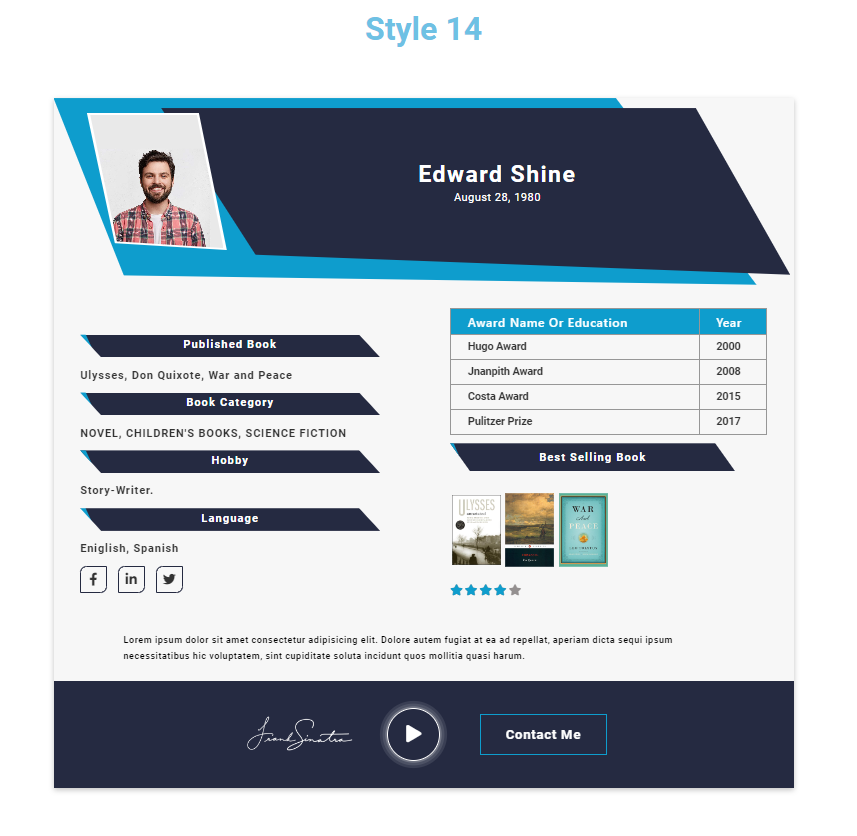 Style 14
Edward Shine
August 28, 1980
Published Book
Ulysses, Don Quixote, War and Peace
Book Category
NOVEL, CHILDREN'S BOOKS, SCIENCE FICTION
Hobby
Story-Writer.
Language
Eniglish, Spanish
f
in
Award Name Or Education Year
Hugo Award 2000
Jnanpith Award 2008
Costa Award 2015
Pulitzer Prize 2017
Best Selling Book
ULYSSES
WAR
And
PEACE
Lorem ipsum dolor sit amet consectetur adipisicing elit. Dolore autem fugiat at ea ad repellat, aperiam dicta sequi ipsum
necessitatibus hic voluptatem, sint cupiditate soluta incidunt quos mollitia quasi harum.
Frank Sinatra
Contact Me